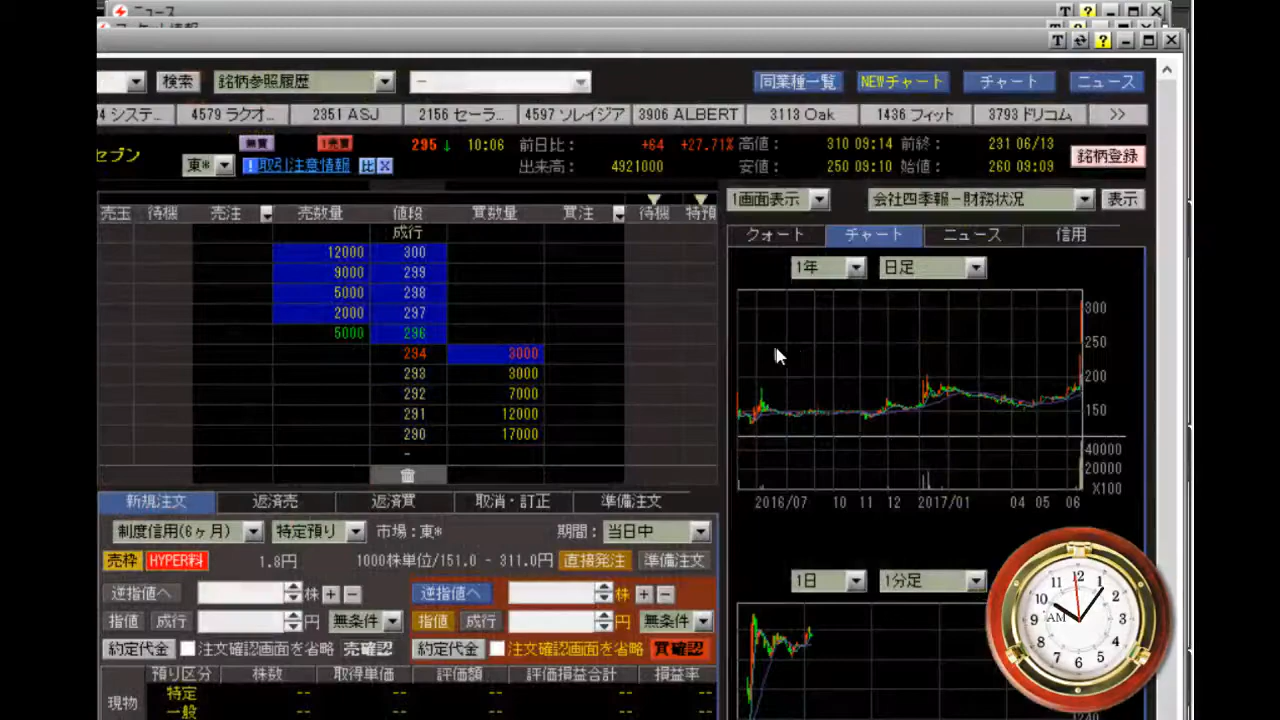 ニュース
T ?
T ?
検索 銘柄参照履歴 - 同業種一覧 NEWチャート チャート ニュース
4 システ... 4579 ラクオ... 2351 ASJ 2156 セーラ... 4597 ソレイジア 3906 ALBERT 3113 Oak 1436 フィット 3793 ドリコム >>
セブン 295 ↓ 10:06 前日比: +64 +27.71% 高値: 310 09:14 前終: 231 06/13
東* !取引注意情報 比 X 出来高: 4921000 安値: 250 09:10 始値: 260 09:09 銘柄登録
1画面表示 会社四季報－財務状況 表示
売玉 待機 売注 売数量 値段 買数量 買注 待機 特預
クォート チャート ニュース 信用
成行
12000 300
9000 299
5000 298
2000 297
5000 296
294 3000
293 3000
292 7000
291 12000
290 17000
-
1年 日足
300
250
200
150
40000
20000
X100
2016/07 10 11 12 2017/01 04 05 06
新規注文 返済売 返済買 取消・訂正 準備注文
制度信用(6ヶ月) 特定預り 市場:東* 期間: 当日中
売枠 HYPER料 1.8円 1000株単位/151.0 - 311.0円 直接発注 準備注文
逆指値へ 株 + - 逆指値へ 株 + -
指値 成行 円 無条件 指値 成行 円 無条件
約定代金 注文確認画面を省略 売確認 約定代金 注文確認画面を省略 買確認
預り区分 株数 取得単価 評価額 評価損益合計 損益率
現物 特定 -- -- -- -- --
一般 -- -- -- -- --
1日 1分足
12 1 2 3 4 5 6 7 8 9 10 11
AM